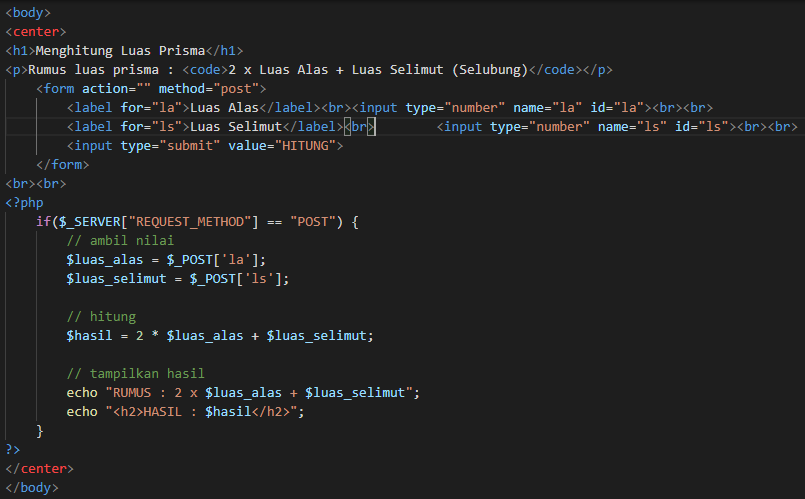 <body>
<center>
<h1>Menghitung Luas Prisma</h1>
<p>Rumus luas prisma : <code>2 x Luas Alas + Luas Selimut (Selubung)</code></p>
    <form action="" method="post">
        <label for="la">Luas Alas</label><br><input type="number" name="la" id="la"><br><br>
        <label for="ls">Luas Selimut</label><br>        <input type="number" name="ls" id="ls"><br><br>
        <input type="submit" value="HITUNG">
    </form>
<br><br>
<?php
    if($_SERVER["REQUEST_METHOD"] == "POST") {
        // ambil nilai
        $luas_alas = $_POST['la'];
        $luas_selimut = $_POST['ls'];

        // hitung
        $hasil = 2 * $luas_alas + $luas_selimut;

        // tampilkan hasil
        echo "RUMUS : 2 x $luas_alas + $luas_selimut";
        echo "<h2>HASIL : $hasil</h2>";
    }
?>
</center>
</body>